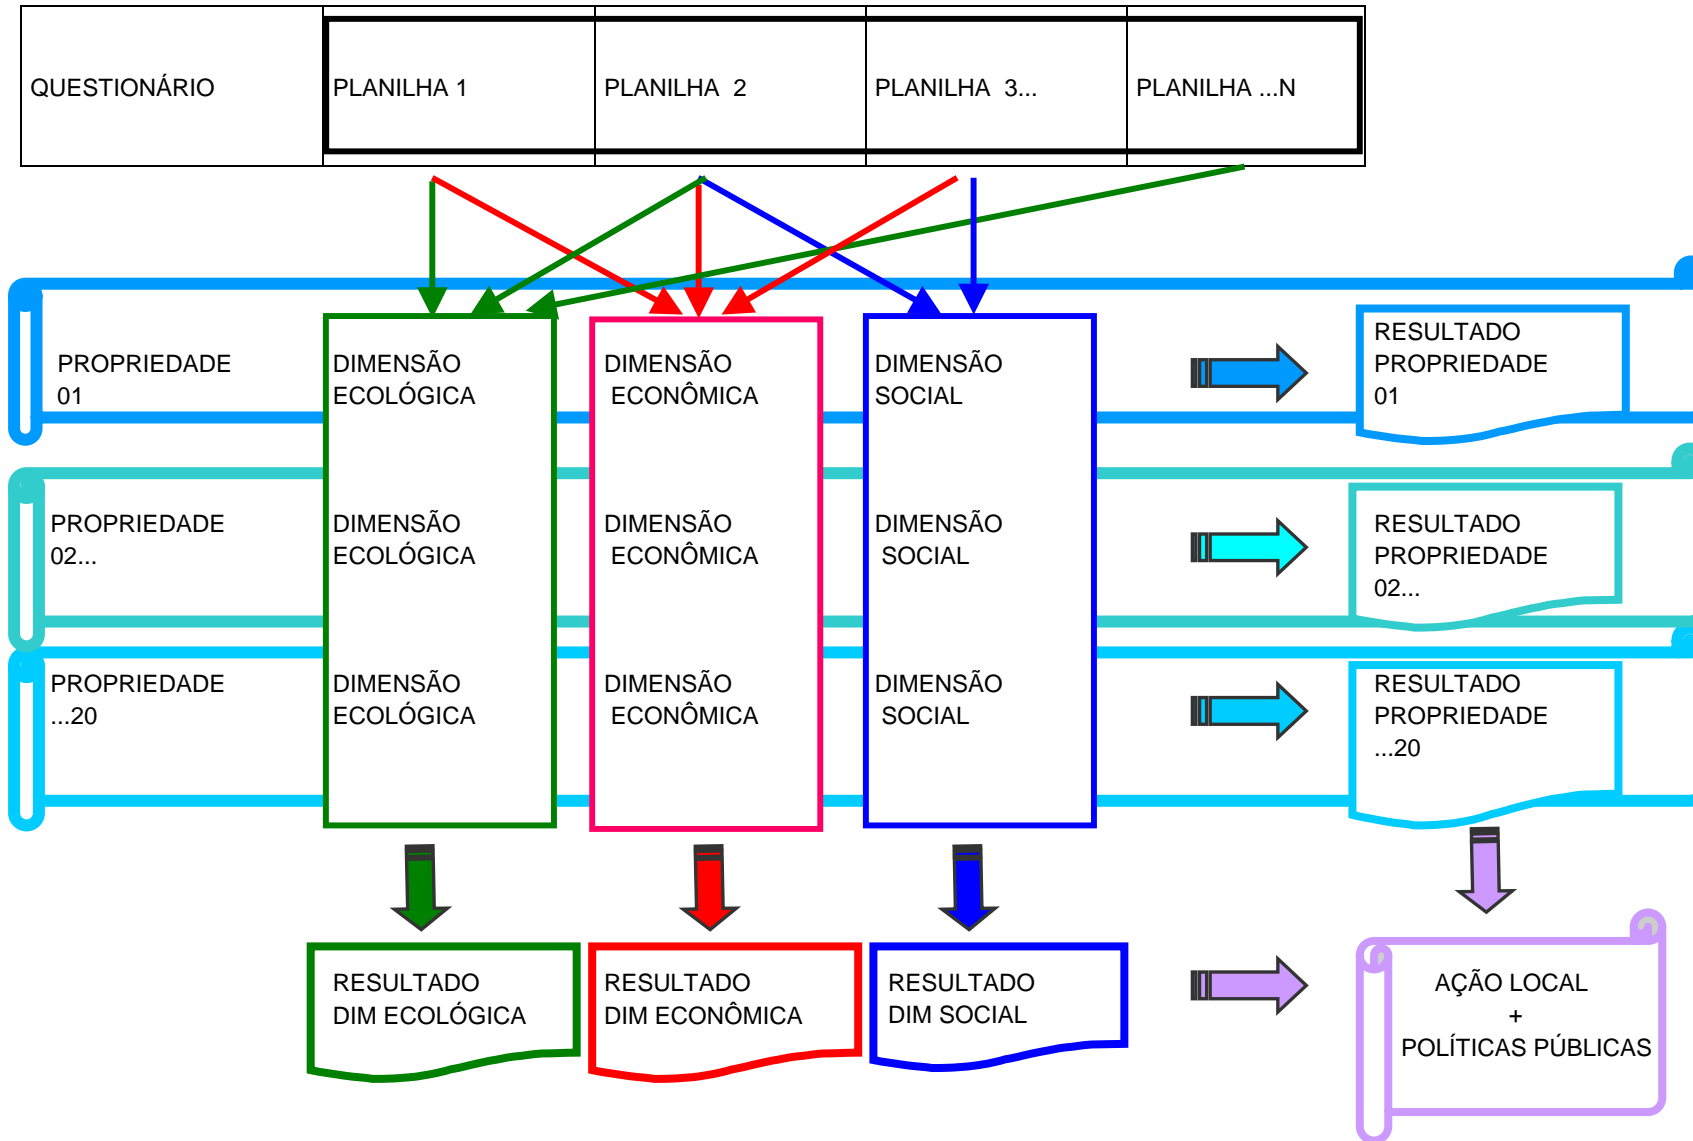 QUESTIONÁRIO
PLANILHA 1
PLANILHA 2
PLANILHA 3...
PLANILHA ...N
PROPRIEDADE
01
DIMENSÃO
ECOLÓGICA
DIMENSÃO
ECONÔMICA
DIMENSÃO
SOCIAL
RESULTADO
PROPRIEDADE
01
PROPRIEDADE
02...
DIMENSÃO
ECOLÓGICA
DIMENSÃO
ECONÔMICA
DIMENSÃO
SOCIAL
RESULTADO
PROPRIEDADE
02...
PROPRIEDADE
...20
DIMENSÃO
ECOLÓGICA
DIMENSÃO
ECONÔMICA
DIMENSÃO
SOCIAL
RESULTADO
PROPRIEDADE
...20
RESULTADO
DIM ECOLÓGICA
RESULTADO
DIM ECONÔMICA
RESULTADO
DIM SOCIAL
AÇÃO LOCAL
+
POLÍTICAS PÚBLICAS